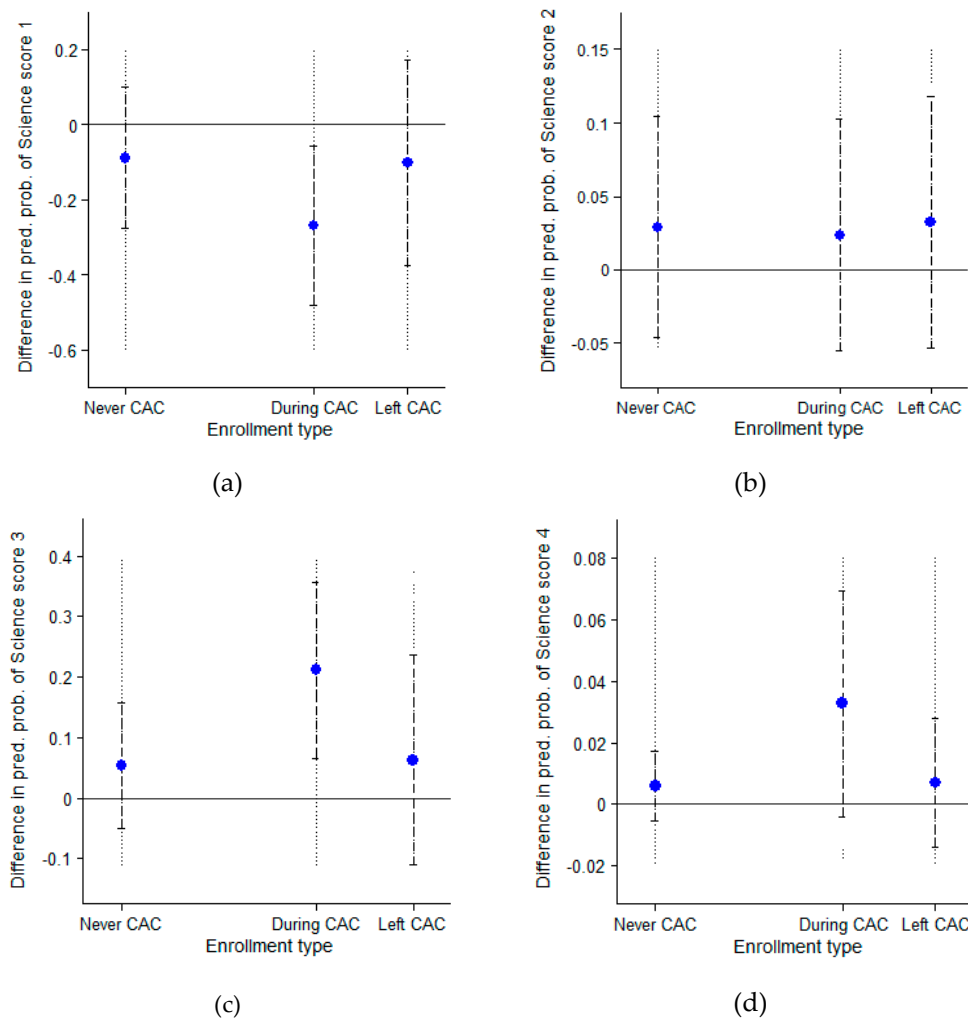 Difference in pred. prob. of Science score 1
0.2
0
-0.2
-0.4
-0.6
Never CAC During CAC Left CAC
Enrollment type
(a)
Difference in pred. prob. of Science score 2
0.15
0.1
0.05
0
-0.05
Never CAC During CAC Left CAC
Enrollment type
(b)
Difference in pred. prob. of Science score 3
0.4
0.3
0.2
0.1
0
-0.1
Never CAC During CAC Left CAC
Enrollment type
(c)
Difference in pred. prob. of Science score 4
0.08
0.06
0.04
0.02
0
-0.02
Never CAC During CAC Left CAC
Enrollment type
(d)